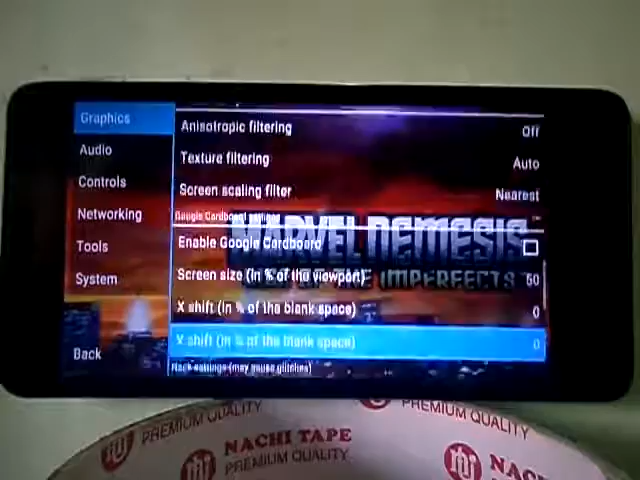 Graphics
Audio
Controls
Networking
Tools
System
Back
Anisotropic filtering Off
Texture filtering Auto
Screen scaling filter Nearest
Google Cardboard settings
Enable Google Cardboard
Screen size (in % of the viewport) 50
X shift (in % of the blank space) 0
Y shift (in % of the blank space) 0
Hack settings (may cause glitches)
MARVEL NEMESIS
IMPERFECTS
PREMIUM QUALITY
NACHI TAPE
PREMIUM QUALITY
PREMIUM QUALITY
NAC